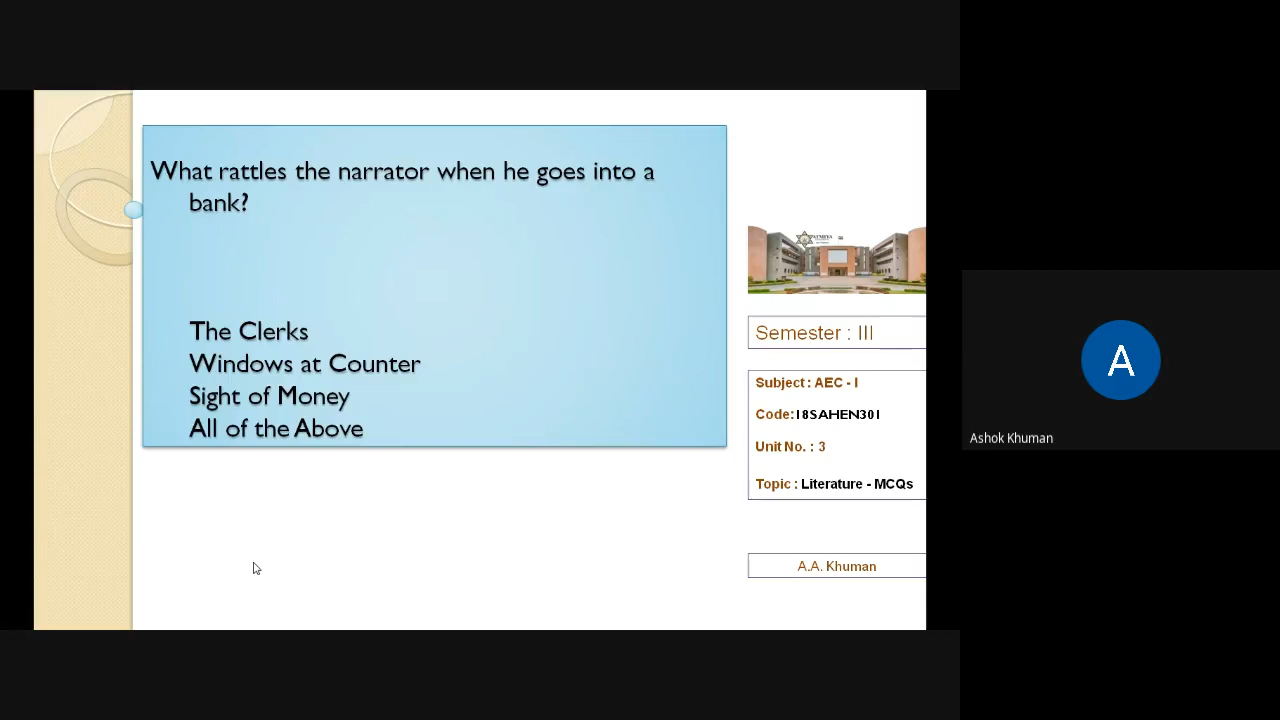 What rattles the narrator when he goes into a
bank?
The Clerks
Windows at Counter
Sight of Money
All of the Above
Semester : III
Subject : AEC - I
Code:18SAHEN301
Unit No. : 3
Topic : Literature - MCQs
A.A. Khuman
A
Ashok Khuman